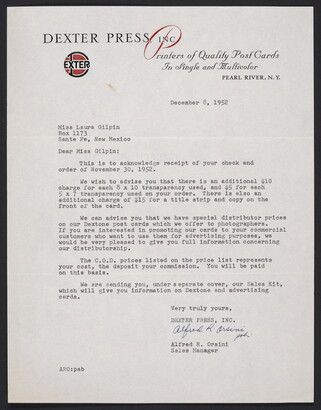 DEXTER PRESS, INC.
Printers of Quality Post Cards
In Single and Multicolor
PEARL RIVER, N.Y.
DEXTER
December 8, 1952
Miss Laura Gilpin
Box 1173
Santa Fe, New Mexico
Dear Miss Gilpin:
This is to acknowledge receipt of your check and
order of November 30, 1952.
We wish to advise you that there is an additional $10
charge for each 8 x 10 transparency used, and $5 for each
5 x 7 transparency used on your order. There is also an
additional charge of $15 for a title strip and copy on the
front of the card.
We can advise you that we have special distributor prices
on our Dextone post cards which we offer to photographers.
If you are interested in promoting our cards to your commercial
customers who want to use them for advertising purposes, we
would be very pleased to give you full information concerning
our distributorship.
The C.O.D. prices listed on the price list represents
your cost, the deposit your commission. You will be paid
on this basis.
We are sending you, under separate cover, our Sales Kit,
which will give you information on Dextone and advertising
cards.
Very truly yours,
DEXTER PRESS, INC.
Alfred R. Orsini
Alfred R. Orsini
Sales Manager
ARO:peb